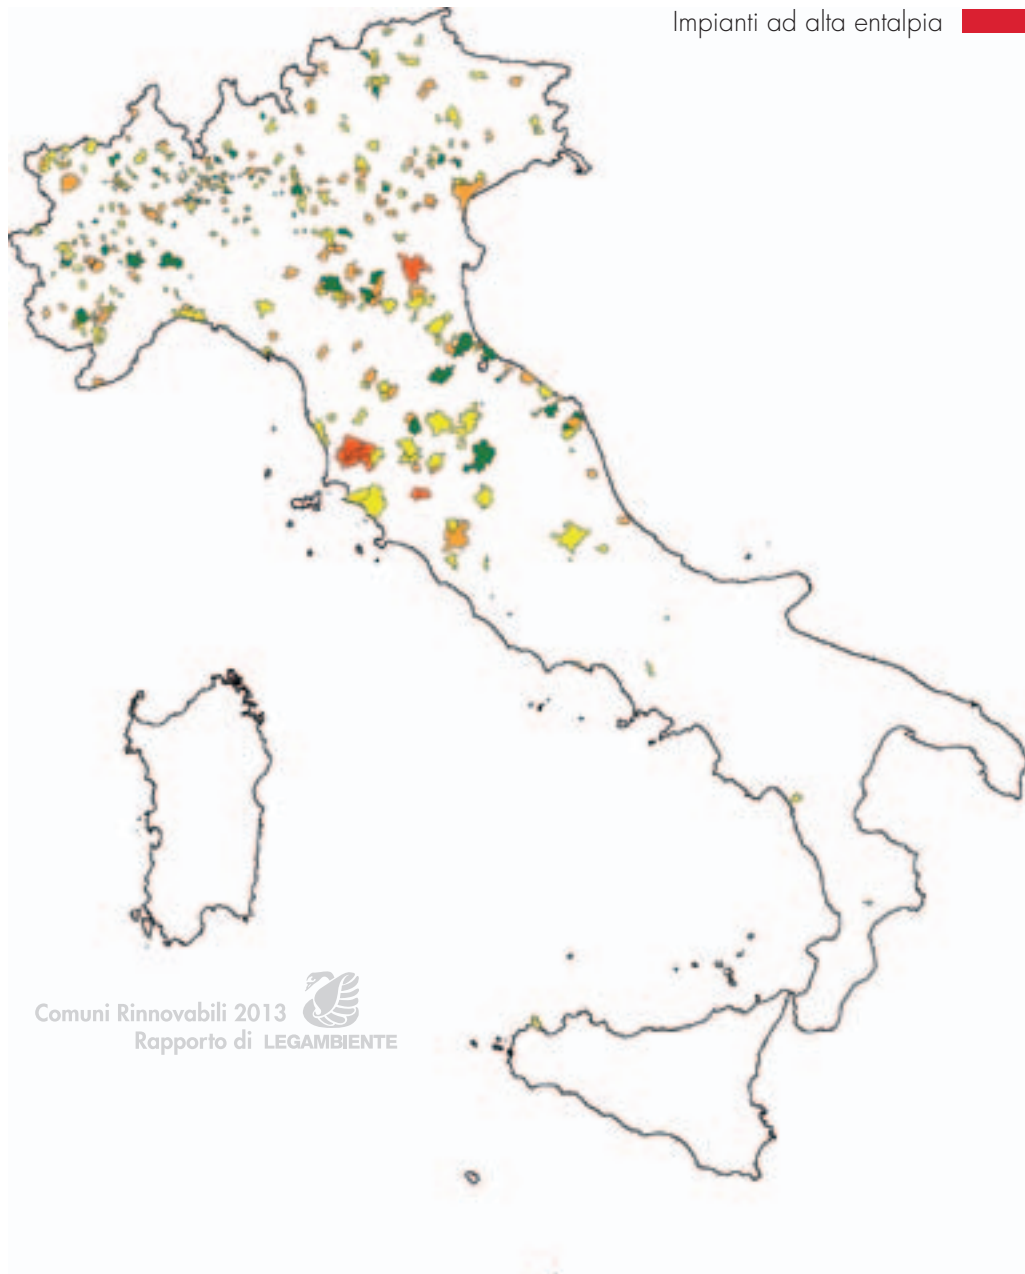 Impianti ad alta entalpia
Comuni Rinnovabili 2013
Rapporto di LEGAMBIENTE